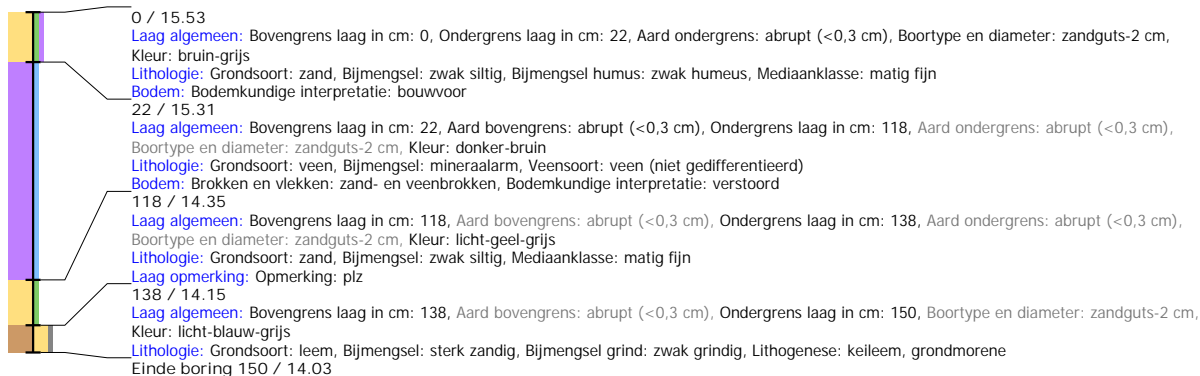 0 / 15.53
Laag algemeen: Bovengrens laag in cm: 0, Ondergrens laag in cm: 22, Aard ondergrens: abrupt (<0,3 cm), Boortype en diameter: zandguts-2 cm,
Kleur: bruin-grijs
Lithologie: Grondsoort: zand, Bijmengsel: zwak siltig, Bijmengsel humus: zwak humeus, Mediaanklasse: matig fijn
Bodem: Bodemkundige interpretatie: bouwvoor
22 / 15.31
Laag algemeen: Bovengrens laag in cm: 22, Aard bovengrens: abrupt (<0,3 cm), Ondergrens laag in cm: 118, Aard ondergrens: abrupt (<0,3 cm),
Boortype en diameter: zandguts-2 cm, Kleur: donker-bruin
Lithologie: Grondsoort: veen, Bijmengsel: mineraalarm, Veensoort: veen (niet gedifferentieerd)
Bodem: Brokken en vlekken: zand- en veenbrokken, Bodemkundige interpretatie: verstoord
118 / 14.35
Laag algemeen: Bovengrens laag in cm: 118, Aard bovengrens: abrupt (<0,3 cm), Ondergrens laag in cm: 138, Aard ondergrens: abrupt (<0,3 cm),
Boortype en diameter: zandguts-2 cm, Kleur: licht-geel-grijs
Lithologie: Grondsoort: zand, Bijmengsel: zwak siltig, Mediaanklasse: matig fijn
Laag opmerking: Opmerking: plz
138 / 14.15
Laag algemeen: Bovengrens laag in cm: 138, Aard bovengrens: abrupt (<0,3 cm), Ondergrens laag in cm: 150, Boortype en diameter: zandguts-2 cm,
Kleur: licht-blauw-grijs
Lithologie: Grondsoort: leem, Bijmengsel: sterk zandig, Bijmengsel grind: zwak grindig, Lithogenese: keileem, grondmorene
Einde boring 150 / 14.03